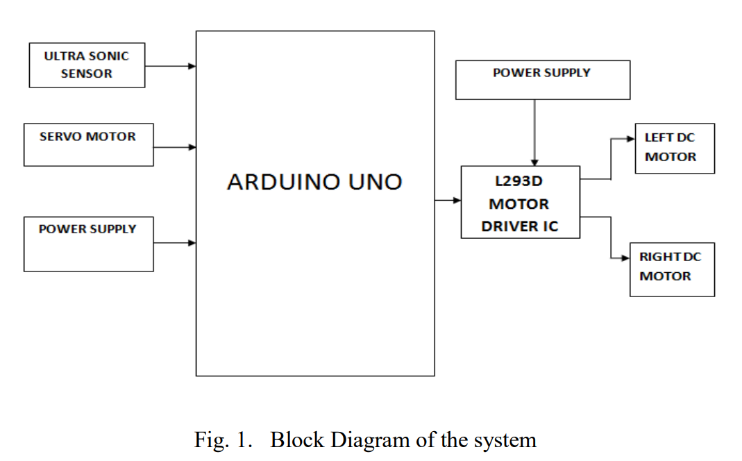 ULTRA SONIC
SENSOR
SERVO MOTOR
POWER SUPPLY
ARDUINO UNO
POWER SUPPLY
L293D
MOTOR
DRIVER IC
LEFT DC
MOTOR
RIGHT DC
MOTOR
Fig. 1. Block Diagram of the system